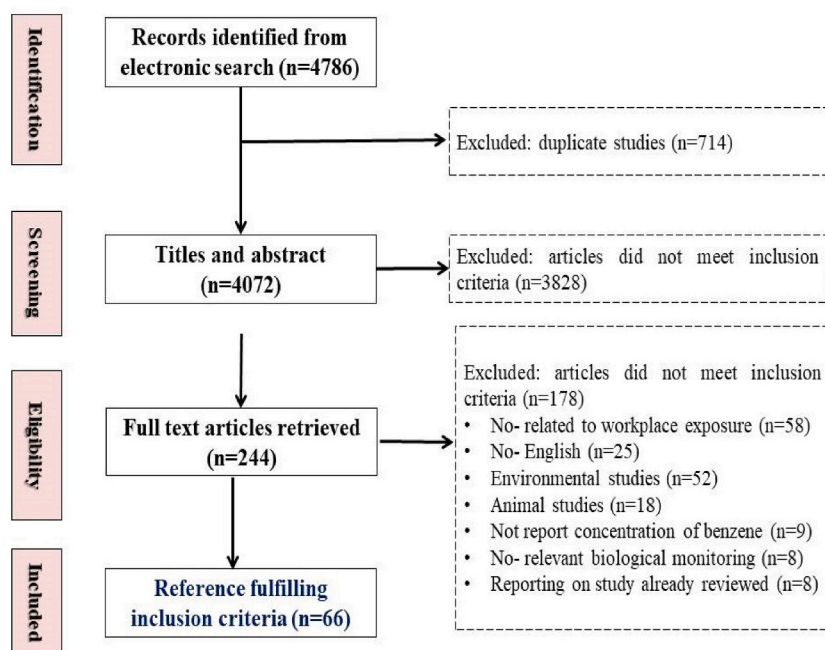 Identification
Records identified from
electronic search (n=4786)
Excluded: duplicate studies (n=714)
Screening
Titles and abstract
(n=4072)
Excluded: articles did not meet inclusion
criteria (n=3828)
Eligibility
Full text articles retrieved
(n=244)
Excluded: articles did not meet inclusion
criteria (n=178)
• No- related to workplace exposure (n=58)
• No- English (n=25)
• Environmental studies (n=52)
• Animal studies (n=18)
• Not report concentration of benzene (n=9)
• No- relevant biological monitoring (n=8)
• Reporting on study already reviewed (n=8)
Included
Reference fulfilling
inclusion criteria (n=66)